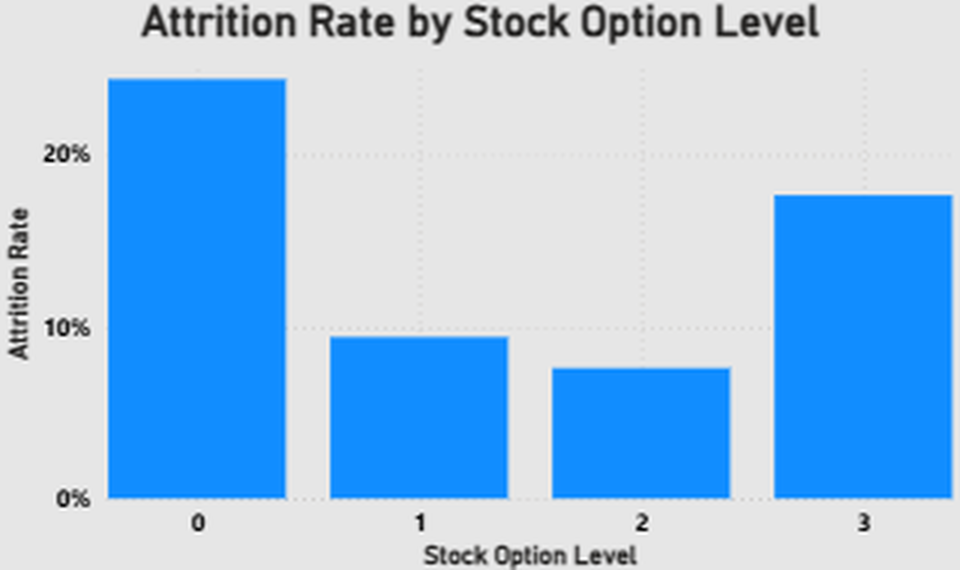 Attrition Rate by Stock Option Level
20%
10%
0%
Attrition Rate
0
1
2
3
Stock Option Level